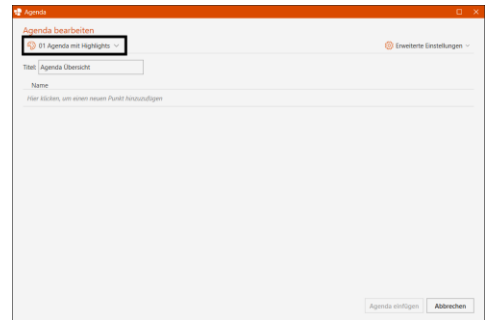 Agenda
Agenda bearbeiten
01 Agenda mit Highlights
Erweiterte Einstellungen
Titel: Agenda Übersicht
Name
Hier klicken, um einen neuen Punkt hinzuzufügen
Agenda einfügen Abbrechen